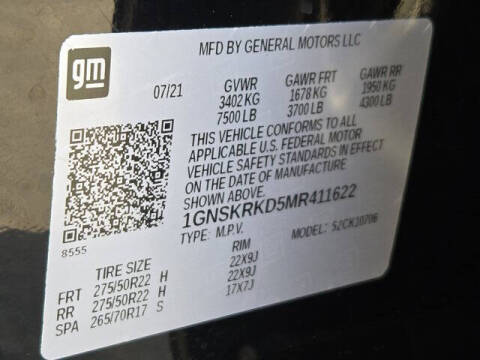 MFD BY GENERAL MOTORS LLC
gm
07/21 GVWR GAWR FRT GAWR RR
3402 KG 1678 KG 1950 KG
7500 LB 3700 LB 4300 LB
THIS VEHICLE CONFORMS TO ALL
APPLICABLE U.S. FEDERAL MOTOR
VEHICLE SAFETY STANDARDS IN EFFECT
ON THE DATE OF MANUFACTURE
SHOWN ABOVE.
1GNSKRKD5MR411622
8555 TYPE: M.P.V. MODEL: 52CK10706
TIRE SIZE RIM
FRT 275/50R22 H 22X9J
RR 275/50R22 H 22X9J
SPA 265/70R17 S 17X7J